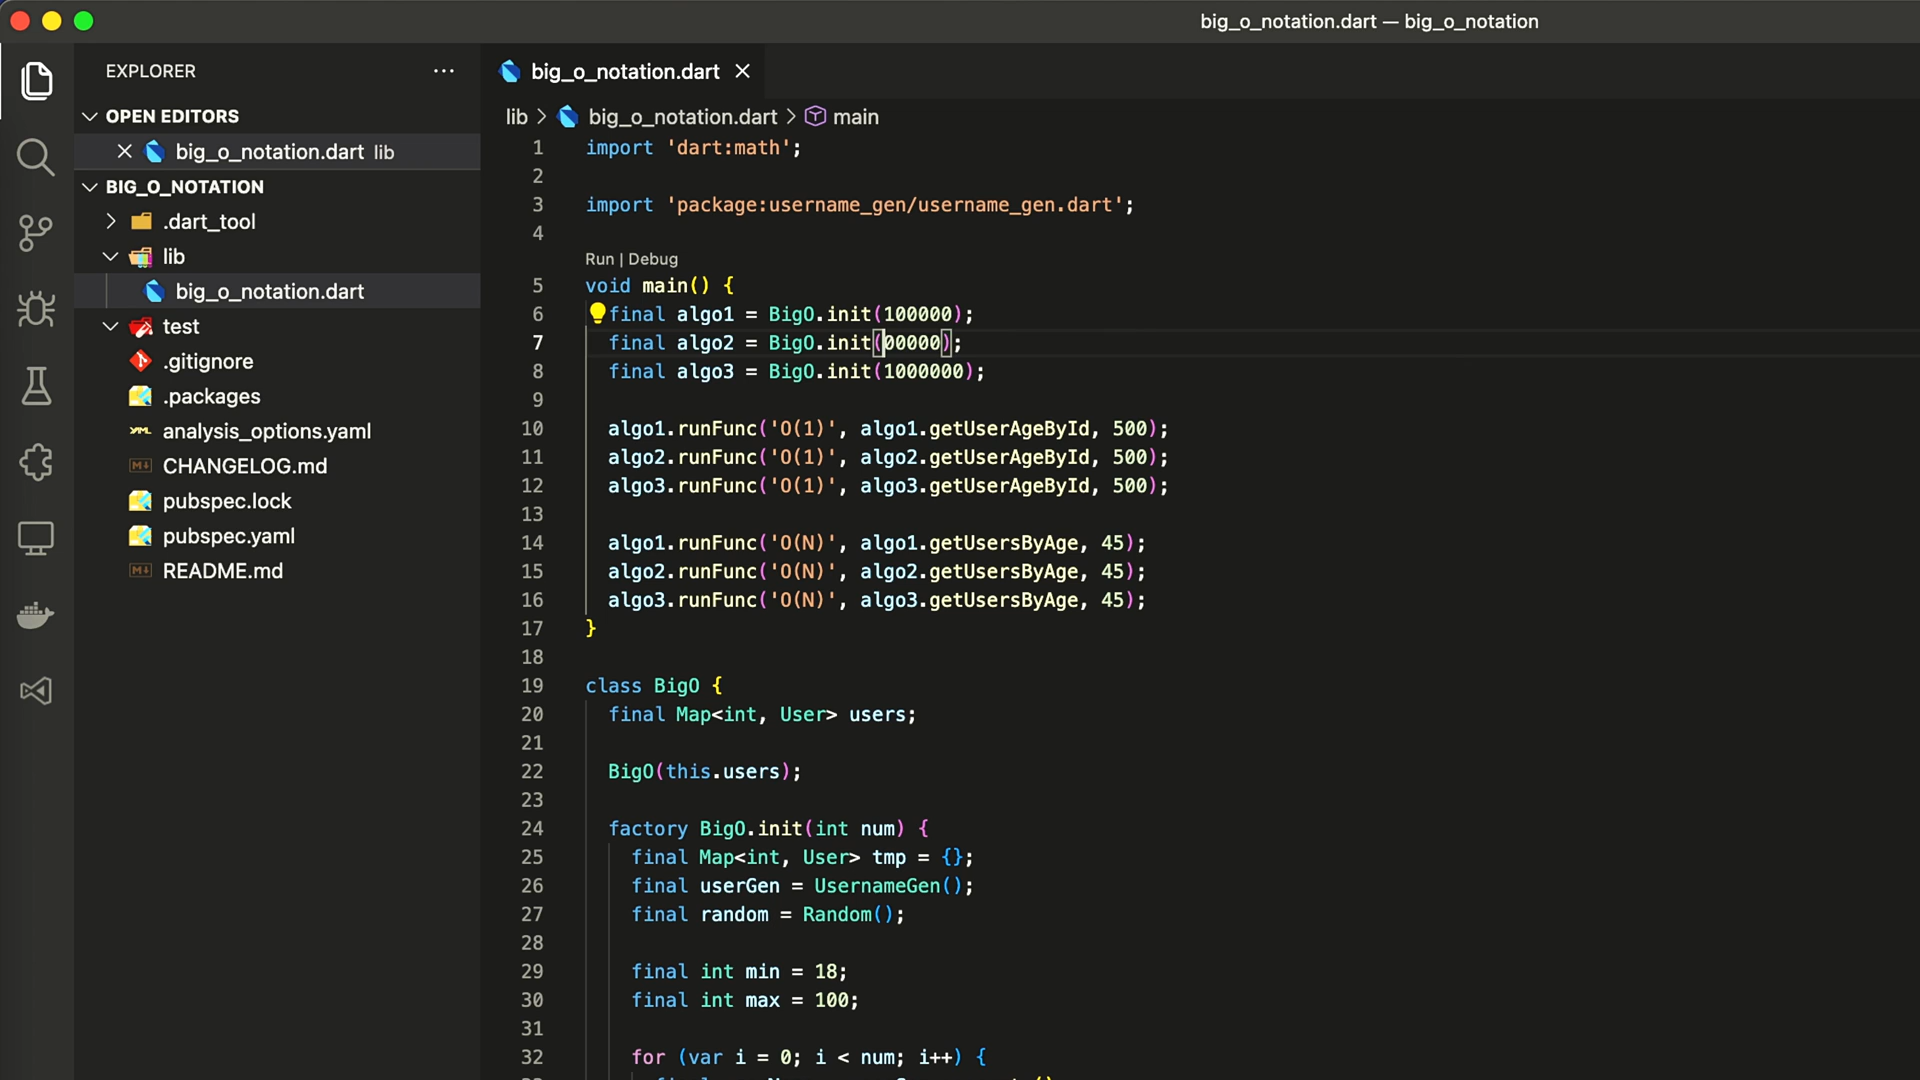 big_o_notation.dart — big_o_notation
EXPLORER
OPEN EDITORS
big_o_notation.dart lib
BIG_O_NOTATION
.dart_tool
lib
big_o_notation.dart
test
.gitignore
.packages
analysis_options.yaml
CHANGELOG.md
pubspec.lock
pubspec.yaml
README.md
big_o_notation.dart
lib > big_o_notation.dart > main
1 import 'dart:math';
2
3 import 'package:username_gen/username_gen.dart';
4
Run | Debug
5 void main() {
6 final algo1 = BigO.init(100000);
7 final algo2 = BigO.init(00000);
8 final algo3 = BigO.init(1000000);
9
10 algo1.runFunc('O(1)', algo1.getUserAgeById, 500);
11 algo2.runFunc('O(1)', algo2.getUserAgeById, 500);
12 algo3.runFunc('O(1)', algo3.getUserAgeById, 500);
13
14 algo1.runFunc('O(N)', algo1.getUsersByAge, 45);
15 algo2.runFunc('O(N)', algo2.getUsersByAge, 45);
16 algo3.runFunc('O(N)', algo3.getUsersByAge, 45);
17 }
18
19 class BigO {
20 final Map<int, User> users;
21
22 BigO(this.users);
23
24 factory BigO.init(int num) {
25 final Map<int, User> tmp = {};
26 final userGen = UsernameGen();
27 final random = Random();
28
29 final int min = 18;
30 final int max = 100;
31
32 for (var i = 0; i < num; i++) {